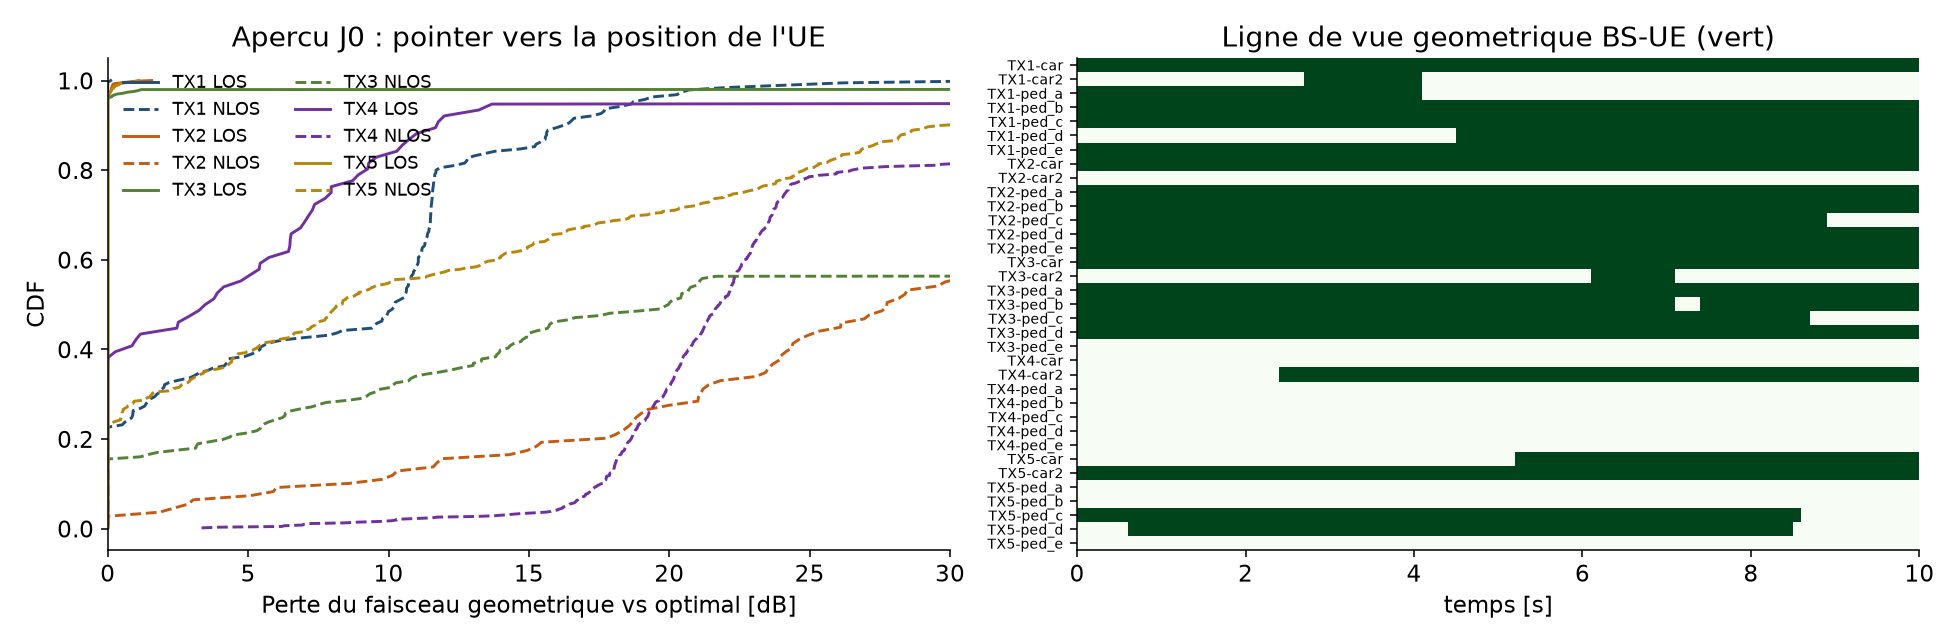 Apercu J0 : pointer vers la position de l'UE
CDF
1.0
0.8
0.6
0.4
0.2
0.0
TX1 LOS
TX1 NLOS
TX2 LOS
TX2 NLOS
TX3 LOS
TX3 NLOS
TX4 LOS
TX4 NLOS
TX5 LOS
TX5 NLOS
0 5 10 15 20 25 30
Perte du faisceau geometrique vs optimal [dB]
Ligne de vue geometrique BS-UE (vert)
TX1-car
TX1-car2
TX1-ped_a
TX1-ped_b
TX1-ped_c
TX1-ped_d
TX1-ped_e
TX2-car
TX2-car2
TX2-ped_a
TX2-ped_b
TX2-ped_c
TX2-ped_d
TX2-ped_e
TX3-car
TX3-car2
TX3-ped_a
TX3-ped_b
TX3-ped_c
TX3-ped_d
TX3-ped_e
TX4-car
TX4-car2
TX4-ped_a
TX4-ped_b
TX4-ped_c
TX4-ped_d
TX4-ped_e
TX5-car
TX5-car2
TX5-ped_a
TX5-ped_b
TX5-ped_c
TX5-ped_d
TX5-ped_e
0 2 4 6 8 10
temps [s]